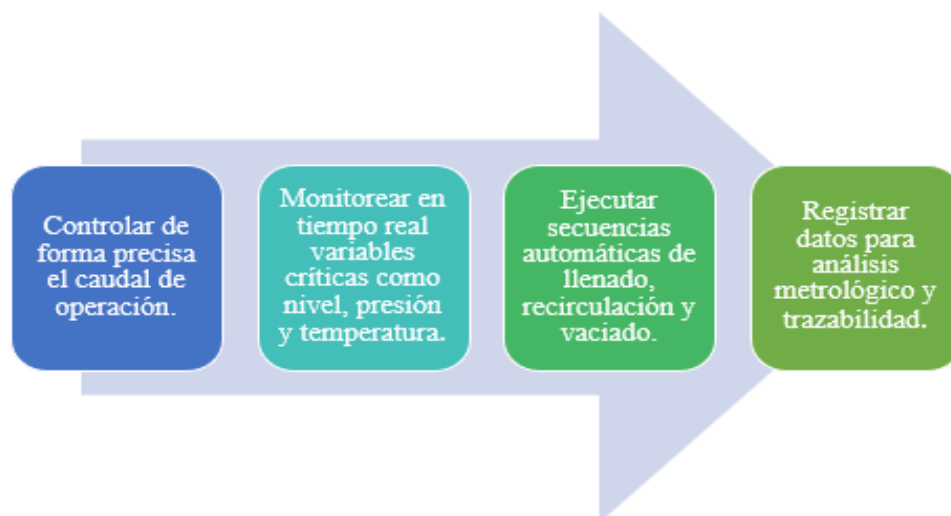 Controlar de
forma precisa
el caudal de
operación.
Monitorear en
tiempo real
variables
críticas como
nivel, presión
y temperatura.
Ejecutar
secuencias
automáticas de
llenado,
recirculación y
vaciado.
Registrar
datos para
análisis
metrológico y
trazabilidad.